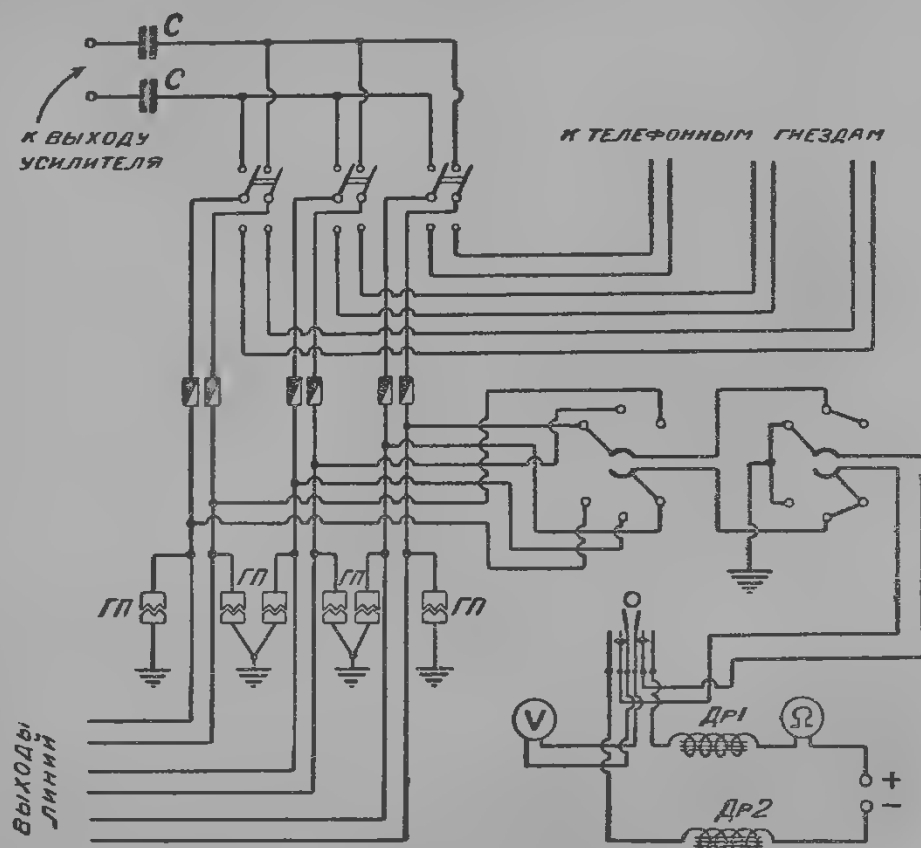 С
С
К ВЫХОДУ
УСИЛИТЕЛЯ
К ТЕЛЕФОННЫМ ГНЕЗДАМ
ГП
ГП
ГП
ГП
ВЫХОДЫ
ЛИНИЙ
V
Др1
Ω
+
−
Др2